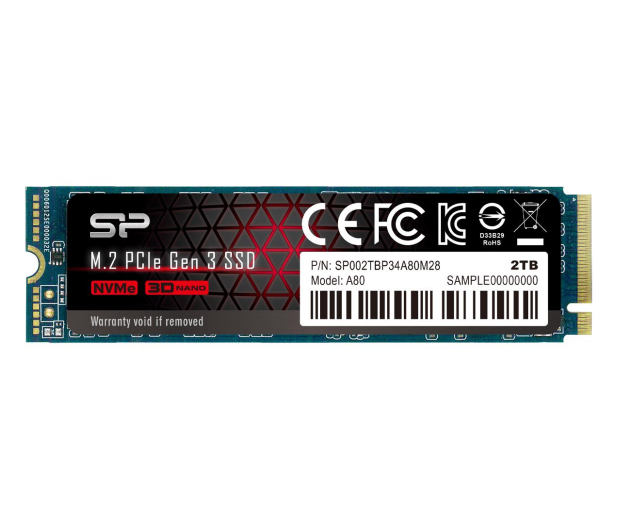 SP
M.2 PCIe Gen 3 SSD
NVMe 3D NAND
Warranty void if removed
CE FC
D33B29
RoHS
P/N: SP002TBP34A80M28 2TB
Model: A80 SAMPLE00000000